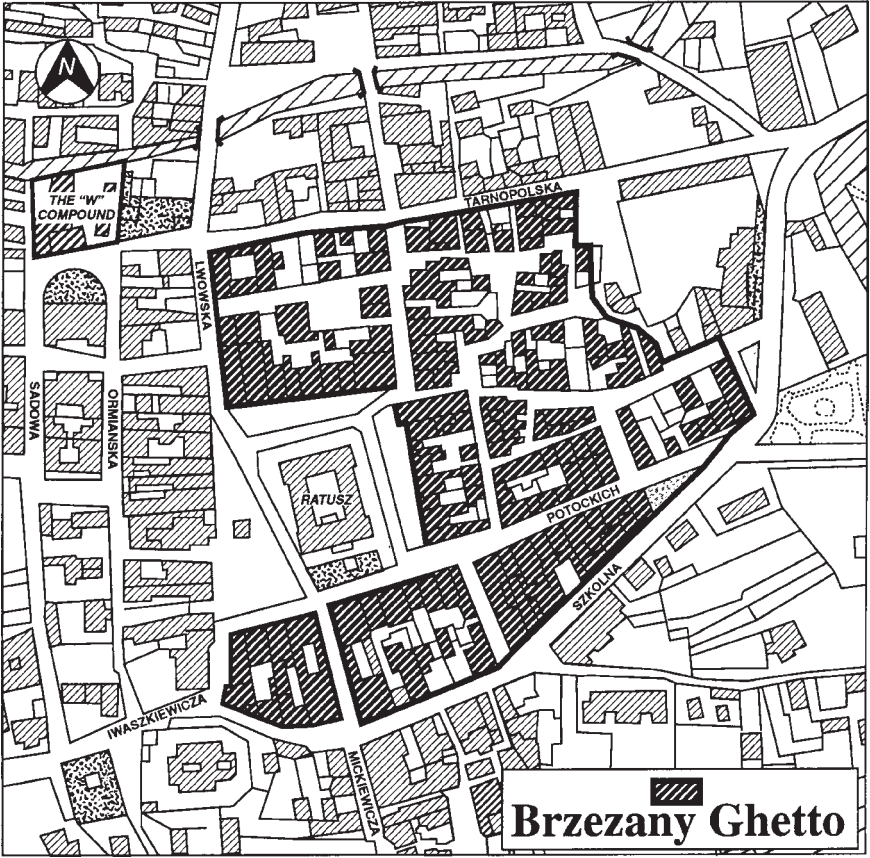 N
THE "W"
COMPOUND
TARNOPOLSKA
LWOWSKA
SADOWA
ORMIANSKA
RATUSZ
POTOCKICH
SZKOLNA
IWASZKIEWICZA
MICKIEWICZA
Brzezany Ghetto